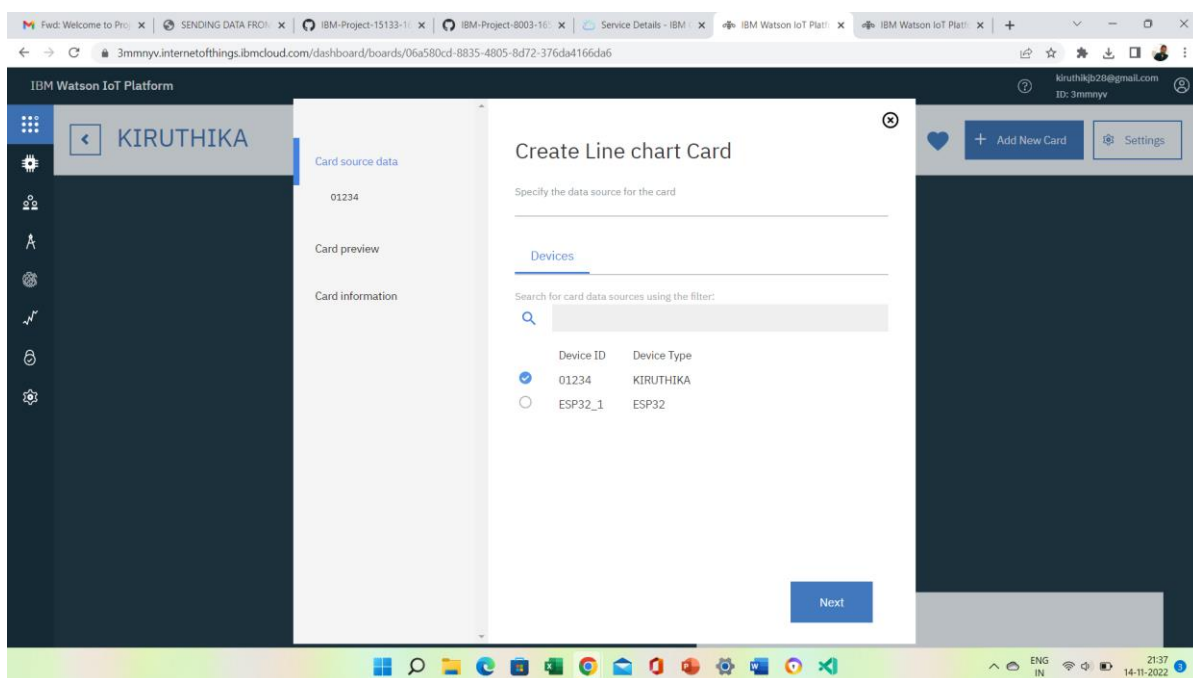 Fwd: Welcome to Proj
SENDING DATA FROM
IBM-Project-15133-1
IBM-Project-8003-165
Service Details - IBM
IBM Watson IoT Platf
IBM Watson IoT Platf
3mmnyv.internetofthings.ibmcloud.com/dashboard/boards/06a580cd-8835-4805-8d72-376da4166da6
IBM Watson IoT Platform
kiruthikjb28@gmail.com
ID: 3mmnyv
KIRUTHIKA
+ Add New Card
Settings
Card source data
01234
Card preview
Card information
Create Line chart Card
Specify the data source for the card
Devices
Search for card data sources using the filter:
Device ID Device Type
01234 KIRUTHIKA
ESP32_1 ESP32
Next
ENG
IN
21:37
14-11-2022
3